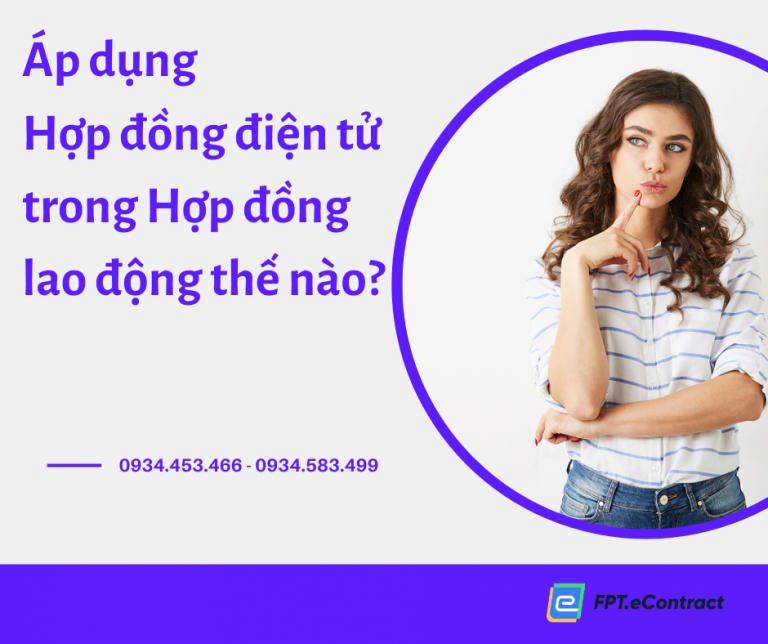 Áp dụng
Hợp đồng điện tử
trong Hợp đồng
lao động thế nào?
0934.453.466 - 0934.583.499
FPT.eContract